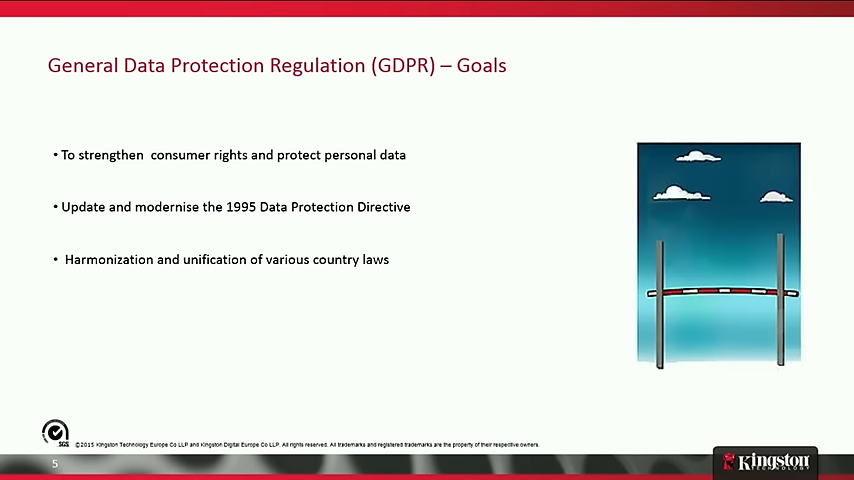 General Data Protection Regulation (GDPR) – Goals
• To strengthen consumer rights and protect personal data
• Update and modernise the 1995 Data Protection Directive
• Harmonization and unification of various country laws
SGS
©2015 Kingston Technology Europe Co LLP and Kingston Digital Europe Co LLP. All rights reserved. All trademarks and registered trademarks are the property of their respective owners.
5
Kingston
TECHNOLOGY